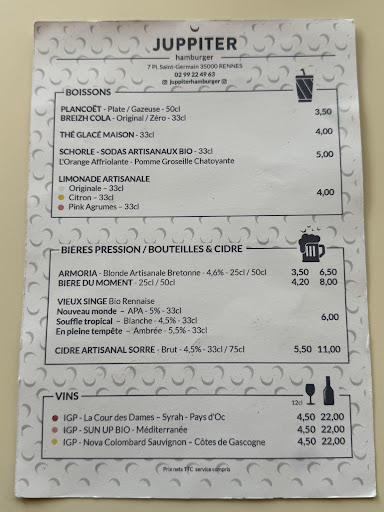 JUPPITER
hamburger
7 Pl. Saint-Germain 35000 RENNES
02 99 22 49 63
juppiterhamburger
BOISSONS
PLANCOËT - Plate / Gazeuse - 50cl
BREIZH COLA - Original / Zéro - 33cl 3,50
THÉ GLACÉ MAISON - 33cl 4,00
SCHORLE - SODAS ARTISANAUX BIO - 33cl 5,00
L'Orange Affriolante - Pomme Groseille Chatoyante
LIMONADE ARTISANALE
Originale – 33cl
Citron – 33cl 4,00
Pink Agrumes – 33cl
BIERES PRESSION / BOUTEILLES & CIDRE
ARMORIA - Blonde Artisanale Bretonne - 4,6% - 25cl / 50cl 3,50 6,50
BIERE DU MOMENT - 25cl / 50cl 4,20 8,00
VIEUX SINGE Bio Rennaise
Nouveau monde – APA - 5% - 33cl
Souffle tropical – Blanche - 4,5% - 33cl 6,00
En pleine tempête – Ambrée - 5,5% - 33cl
CIDRE ARTISANAL SORRE - Brut - 4,5% - 33cl / 75cl 5,50 11,00
VINS
12cl
IGP - La Cour des Dames – Syrah - Pays d'Oc 4,50 22,00
IGP - SUN UP BIO - Méditerranée 4,50 22,00
IGP - Nova Colombard Sauvignon – Côtes de Gascogne 4,50 22,00
Prix nets TTC service compris